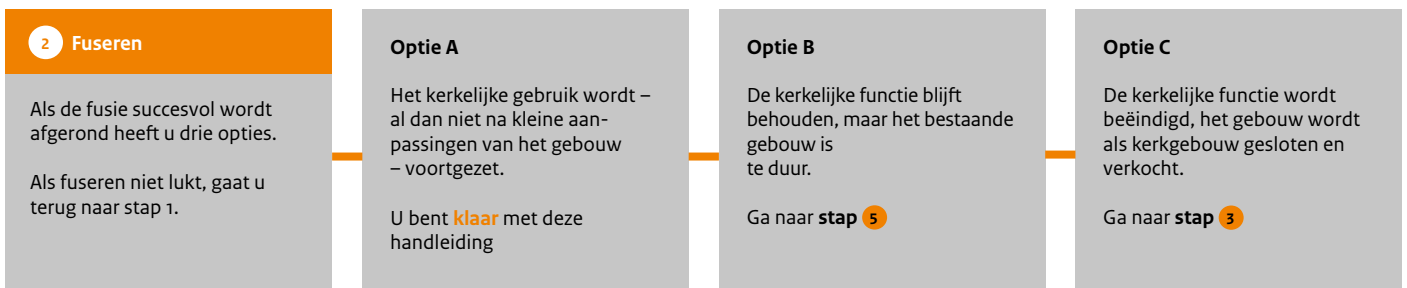 2 Fuseren
Als de fusie succesvol wordt
afgerond heeft u drie opties.
Als fuseren niet lukt, gaat u
terug naar stap 1.
Optie A
Het kerkelijke gebruik wordt –
al dan niet na kleine aan-
passingen van het gebouw
– voortgezet.
U bent klaar met deze
handleiding
Optie B
De kerkelijke functie blijft
behouden, maar het bestaande
gebouw is
te duur.
Ga naar stap 5
Optie C
De kerkelijke functie wordt
beëindigd, het gebouw wordt
als kerkgebouw gesloten en
verkocht.
Ga naar stap 3